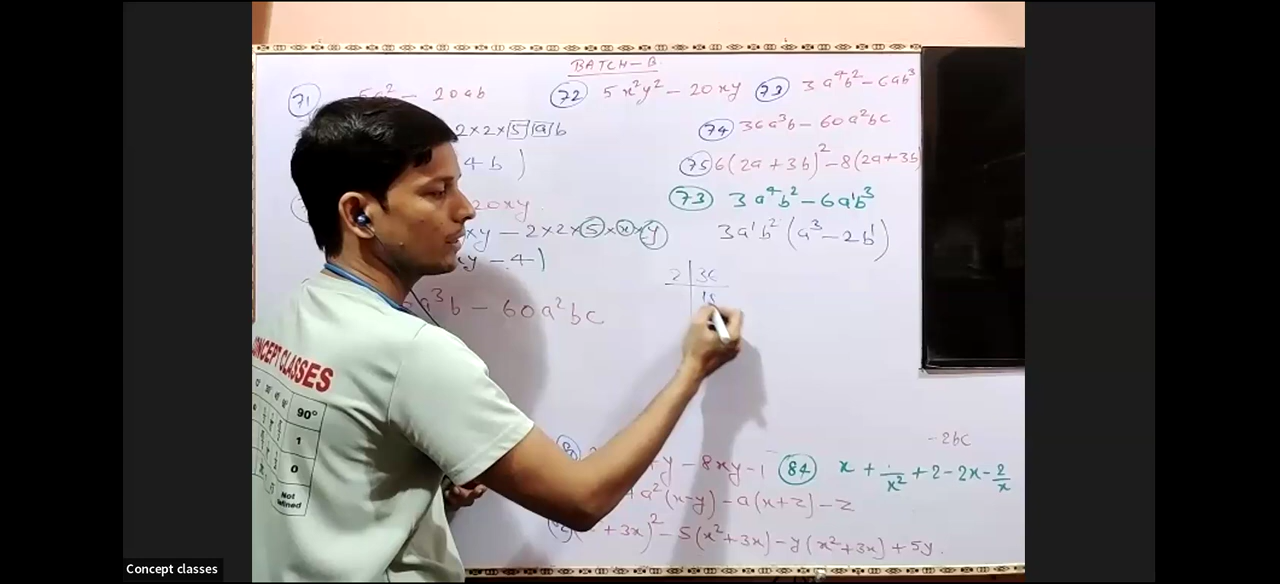 BATCH-B
71 5a² - 20ab
72 5x²y² - 20xy
73 3a⁴b² - 6ab³
2×2×5 a b
74 36a³b - 60a²bc
4b)
75 6(2a+3b)² - 8(2a+3b)
20xy
73 3a⁴b² - 6a¹b³
xy - 2×2×5×x×y
3a¹b²(a³ - 2b¹)
y - 4)
2 36
18
a³b - 60a²bc
CONCEPT CLASSES
90°
1
0
Not
defined
-2bc
y - 8xy - 1
84 x + 1/x² + 2 - 2x - 2/x
a²(x-y) - a(x+z) - z
+3x)² - 5(x²+3x) - y(x²+3x) + 5y
Concept classes